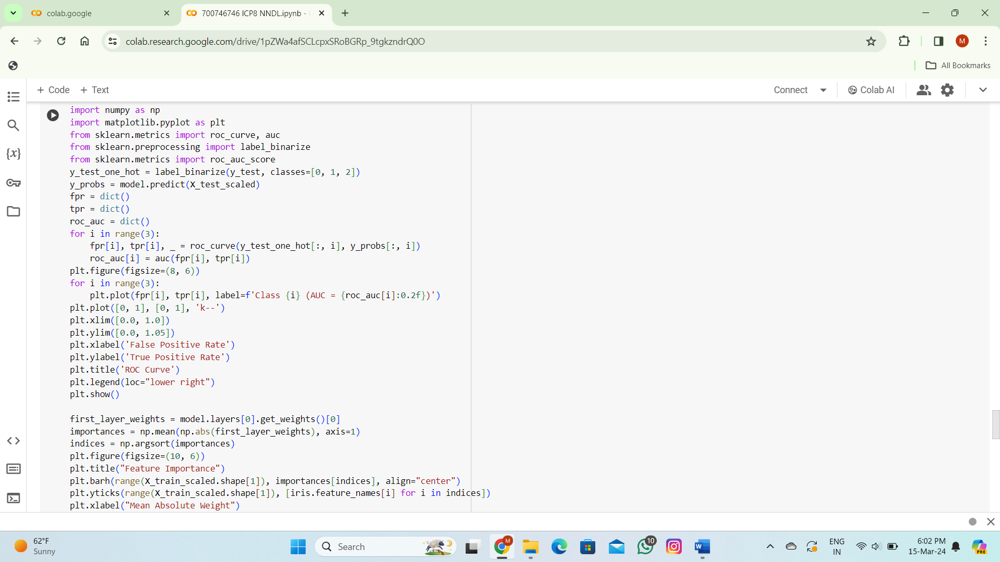 colab.google
700746746 ICP8 NNDL.ipynb -
colab.research.google.com/drive/1pZWa4afSCLcpxSRoBGRp_9tgkzndrQ0O
M
All Bookmarks
+ Code + Text
Connect
Colab AI
{x}
import numpy as np
import matplotlib.pyplot as plt
from sklearn.metrics import roc_curve, auc
from sklearn.preprocessing import label_binarize
from sklearn.metrics import roc_auc_score
y_test_one_hot = label_binarize(y_test, classes=[0, 1, 2])
y_probs = model.predict(X_test_scaled)
fpr = dict()
tpr = dict()
roc_auc = dict()
for i in range(3):
    fpr[i], tpr[i], _ = roc_curve(y_test_one_hot[:, i], y_probs[:, i])
    roc_auc[i] = auc(fpr[i], tpr[i])
plt.figure(figsize=(8, 6))
for i in range(3):
    plt.plot(fpr[i], tpr[i], label=f'Class {i} (AUC = {roc_auc[i]:0.2f})')
plt.plot([0, 1], [0, 1], 'k--')
plt.xlim([0.0, 1.0])
plt.ylim([0.0, 1.05])
plt.xlabel('False Positive Rate')
plt.ylabel('True Positive Rate')
plt.title('ROC Curve')
plt.legend(loc="lower right")
plt.show()
first_layer_weights = model.layers[0].get_weights()[0]
importances = np.mean(np.abs(first_layer_weights), axis=1)
indices = np.argsort(importances)
plt.figure(figsize=(10, 6))
plt.title("Feature Importance")
plt.barh(range(X_train_scaled.shape[1]), importances[indices], align="center")
plt.yticks(range(X_train_scaled.shape[1]), [iris.feature_names[i] for i in indices])
plt.xlabel("Mean Absolute Weight")
62°F
Sunny
Search
M
10
W
ENG
IN
6:02 PM
15-Mar-24
PRE